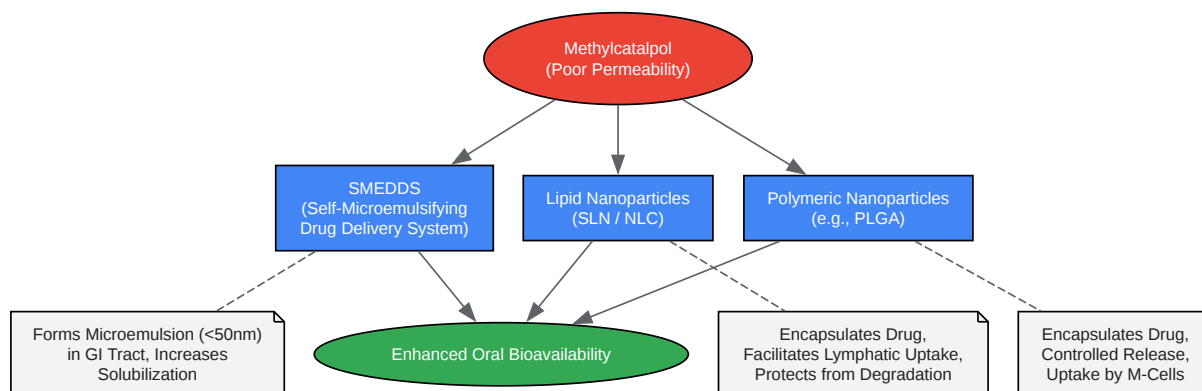 Methylcatalpol
(Poor Permeability)
SMEDDS
(Self-Microemulsifying
Drug Delivery System)
Lipid Nanoparticles
(SLN / NLC)
Polymeric Nanoparticles
(e.g., PLGA)
Forms Microemulsion (<50nm)
in GI Tract, Increases
Solubilization
Enhanced Oral Bioavailability
Encapsulates Drug,
Facilitates Lymphatic Uptake,
Protects from Degradation
Encapsulates Drug,
Controlled Release,
Uptake by M-Cells